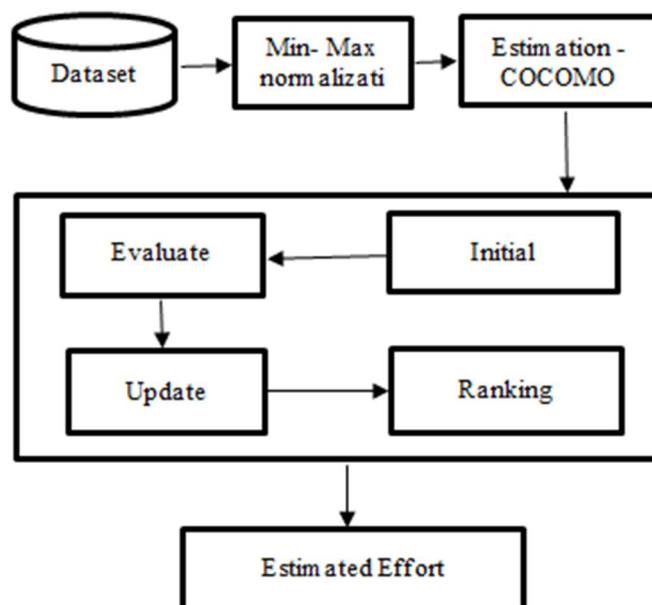 Dataset
Min- Max
normalizati
Estimation -
COCOMO
Evaluate
Initial
Update
Ranking
Estimated Effort